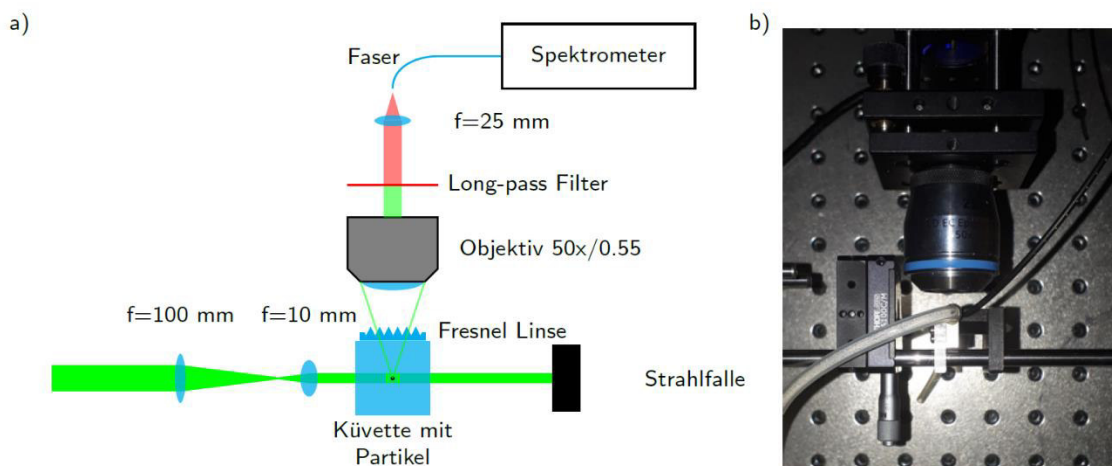 a)
b)
Faser
Spektrometer
f=25 mm
Long-pass Filter
Objektiv 50x/0.55
f=100 mm
f=10 mm
Fresnel Linse
Strahlfalle
Küvette mit
Partikel